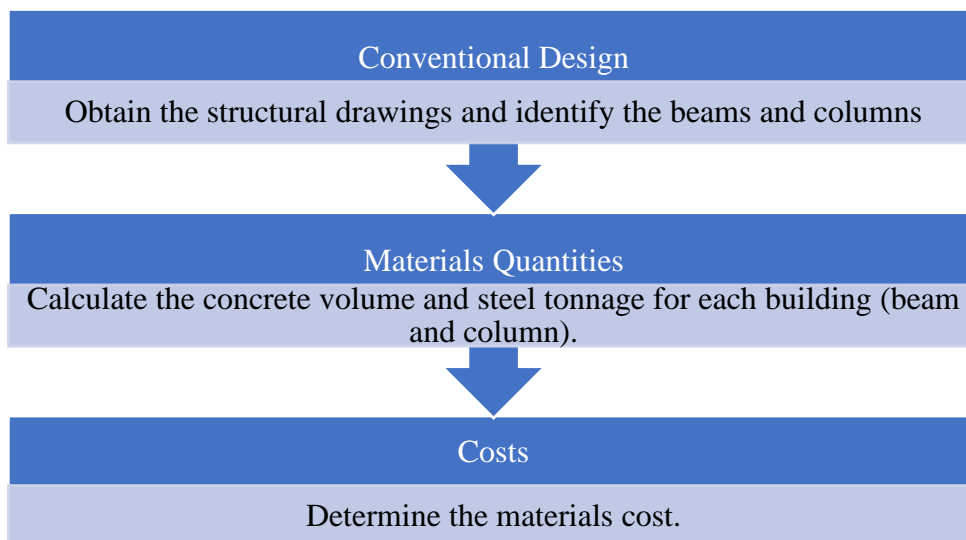 Conventional Design
Obtain the structural drawings and identify the beams and columns
Materials Quantities
Calculate the concrete volume and steel tonnage for each building (beam
and column).
Costs
Determine the materials cost.